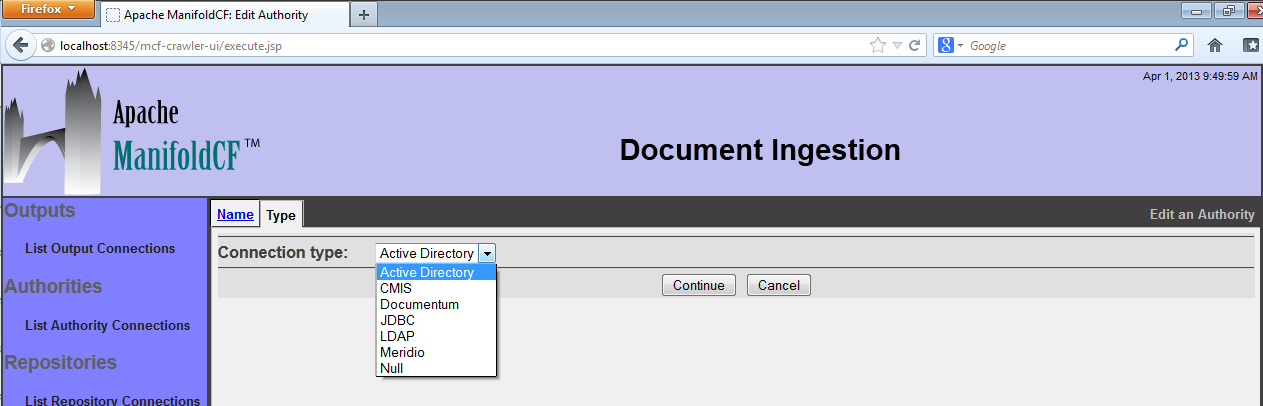 Firefox
Apache ManifoldCF: Edit Authority
localhost:8345/mcf-crawler-ui/execute.jsp
Google
Apr 1, 2013 9:49:59 AM
Apache
ManifoldCF™
Document Ingestion
Outputs
List Output Connections
Authorities
List Authority Connections
Repositories
List Repository Connections
Name
Type
Edit an Authority
Connection type:
Active Directory
Active Directory
CMIS
Documentum
JDBC
LDAP
Meridio
Null
Continue
Cancel